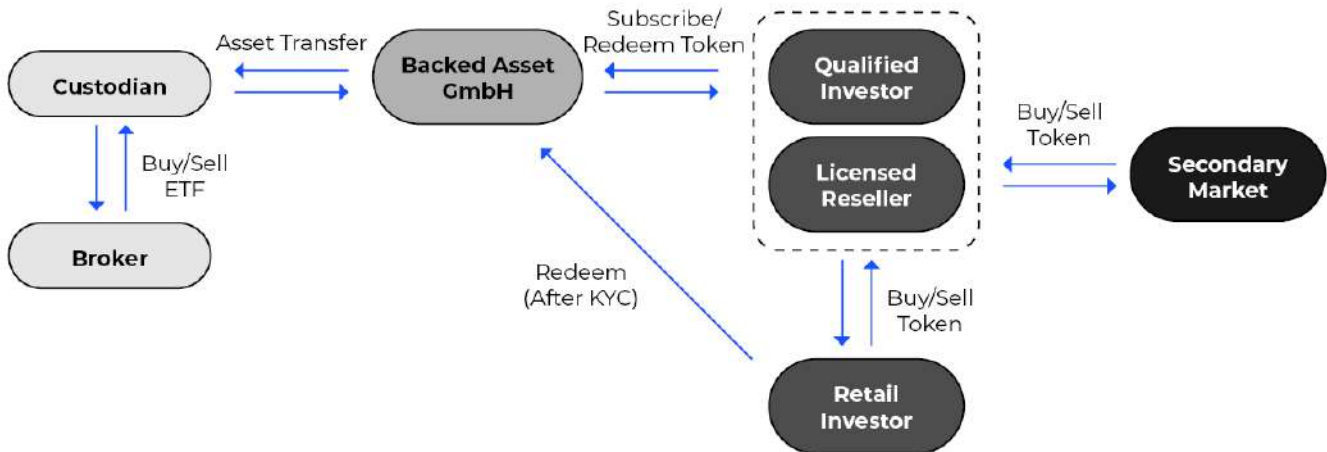 Custodian
Asset Transfer
Backed Asset
GmbH
Subscribe/
Redeem Token
Qualified
Investor
Licensed
Reseller
Buy/Sell
Token
Secondary
Market
Buy/Sell
ETF
Broker
Redeem
(After KYC)
Buy/Sell
Token
Retail
Investor